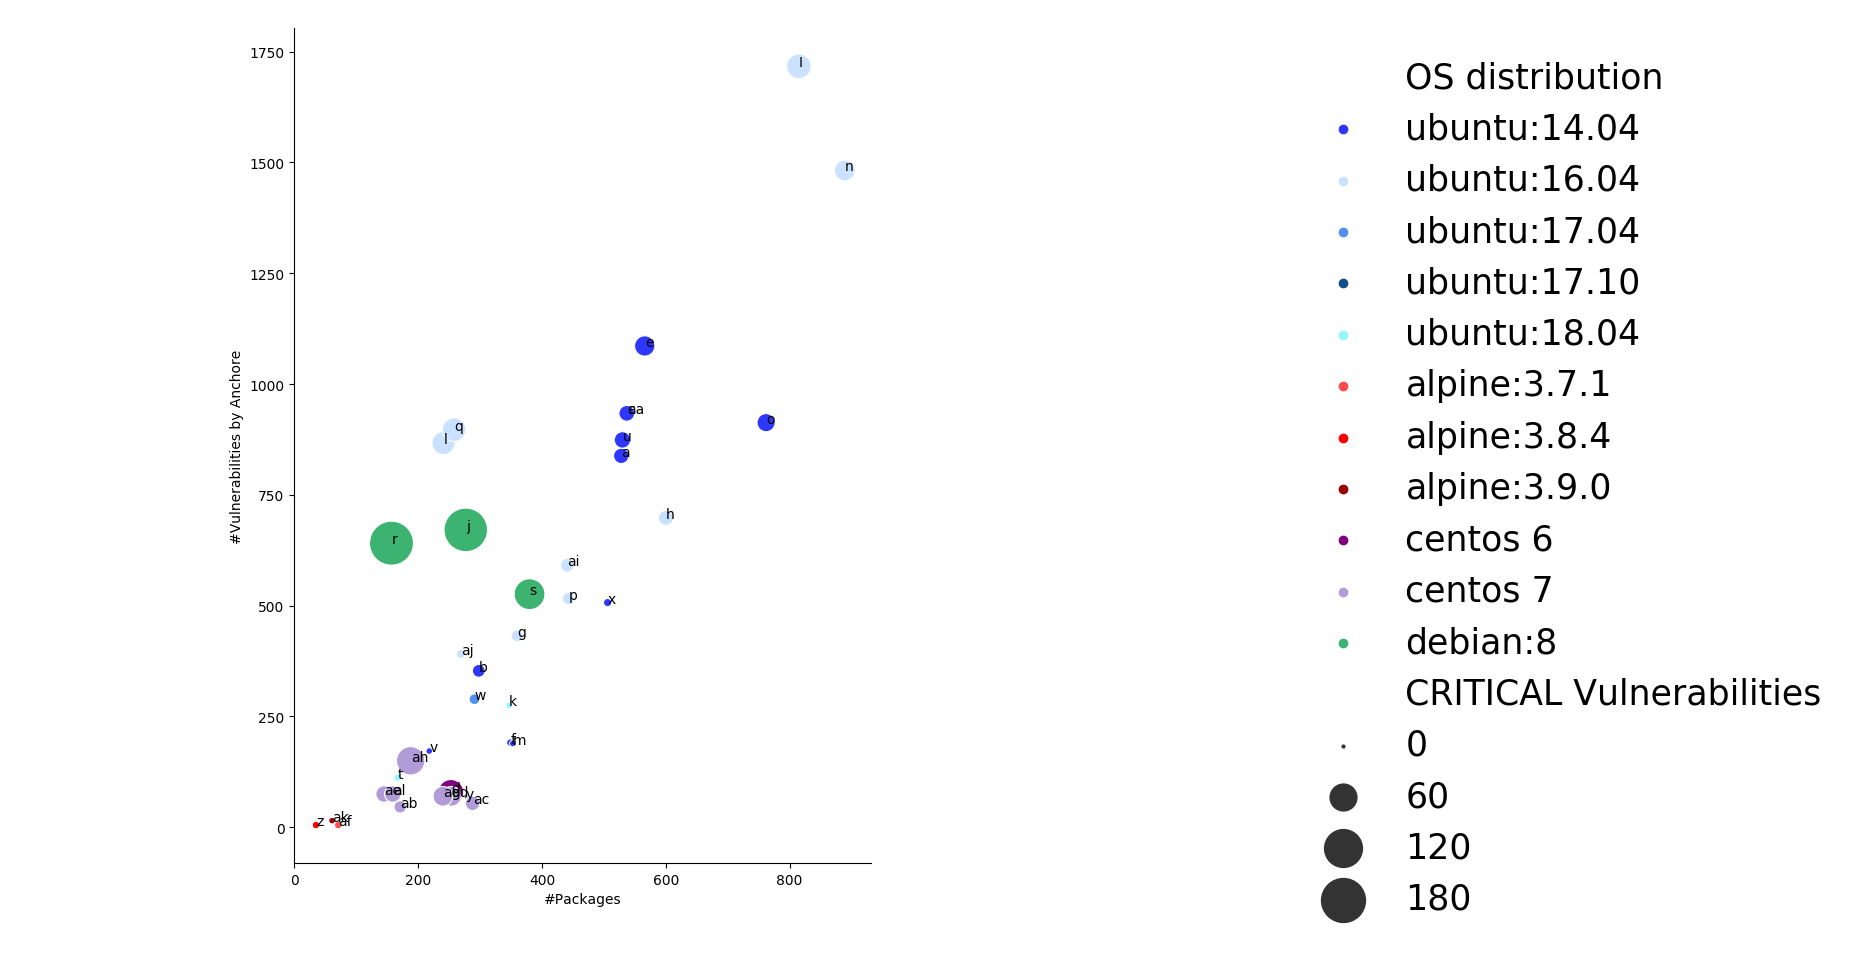 1750
1500
1250
1000
750
500
250
0
#Vulnerabilities by Anchore
0
200
400
600
800
#Packages
l
n
e
aa
o
q
l
u
a
h
j
r
ai
s
p
x
g
aj
b
w
k
f
m
v
ah
t
ae
al
ab
y
ac
z
ak
af
OS distribution
ubuntu:14.04
ubuntu:16.04
ubuntu:17.04
ubuntu:17.10
ubuntu:18.04
alpine:3.7.1
alpine:3.8.4
alpine:3.9.0
centos 6
centos 7
debian:8
CRITICAL Vulnerabilities
0
60
120
180